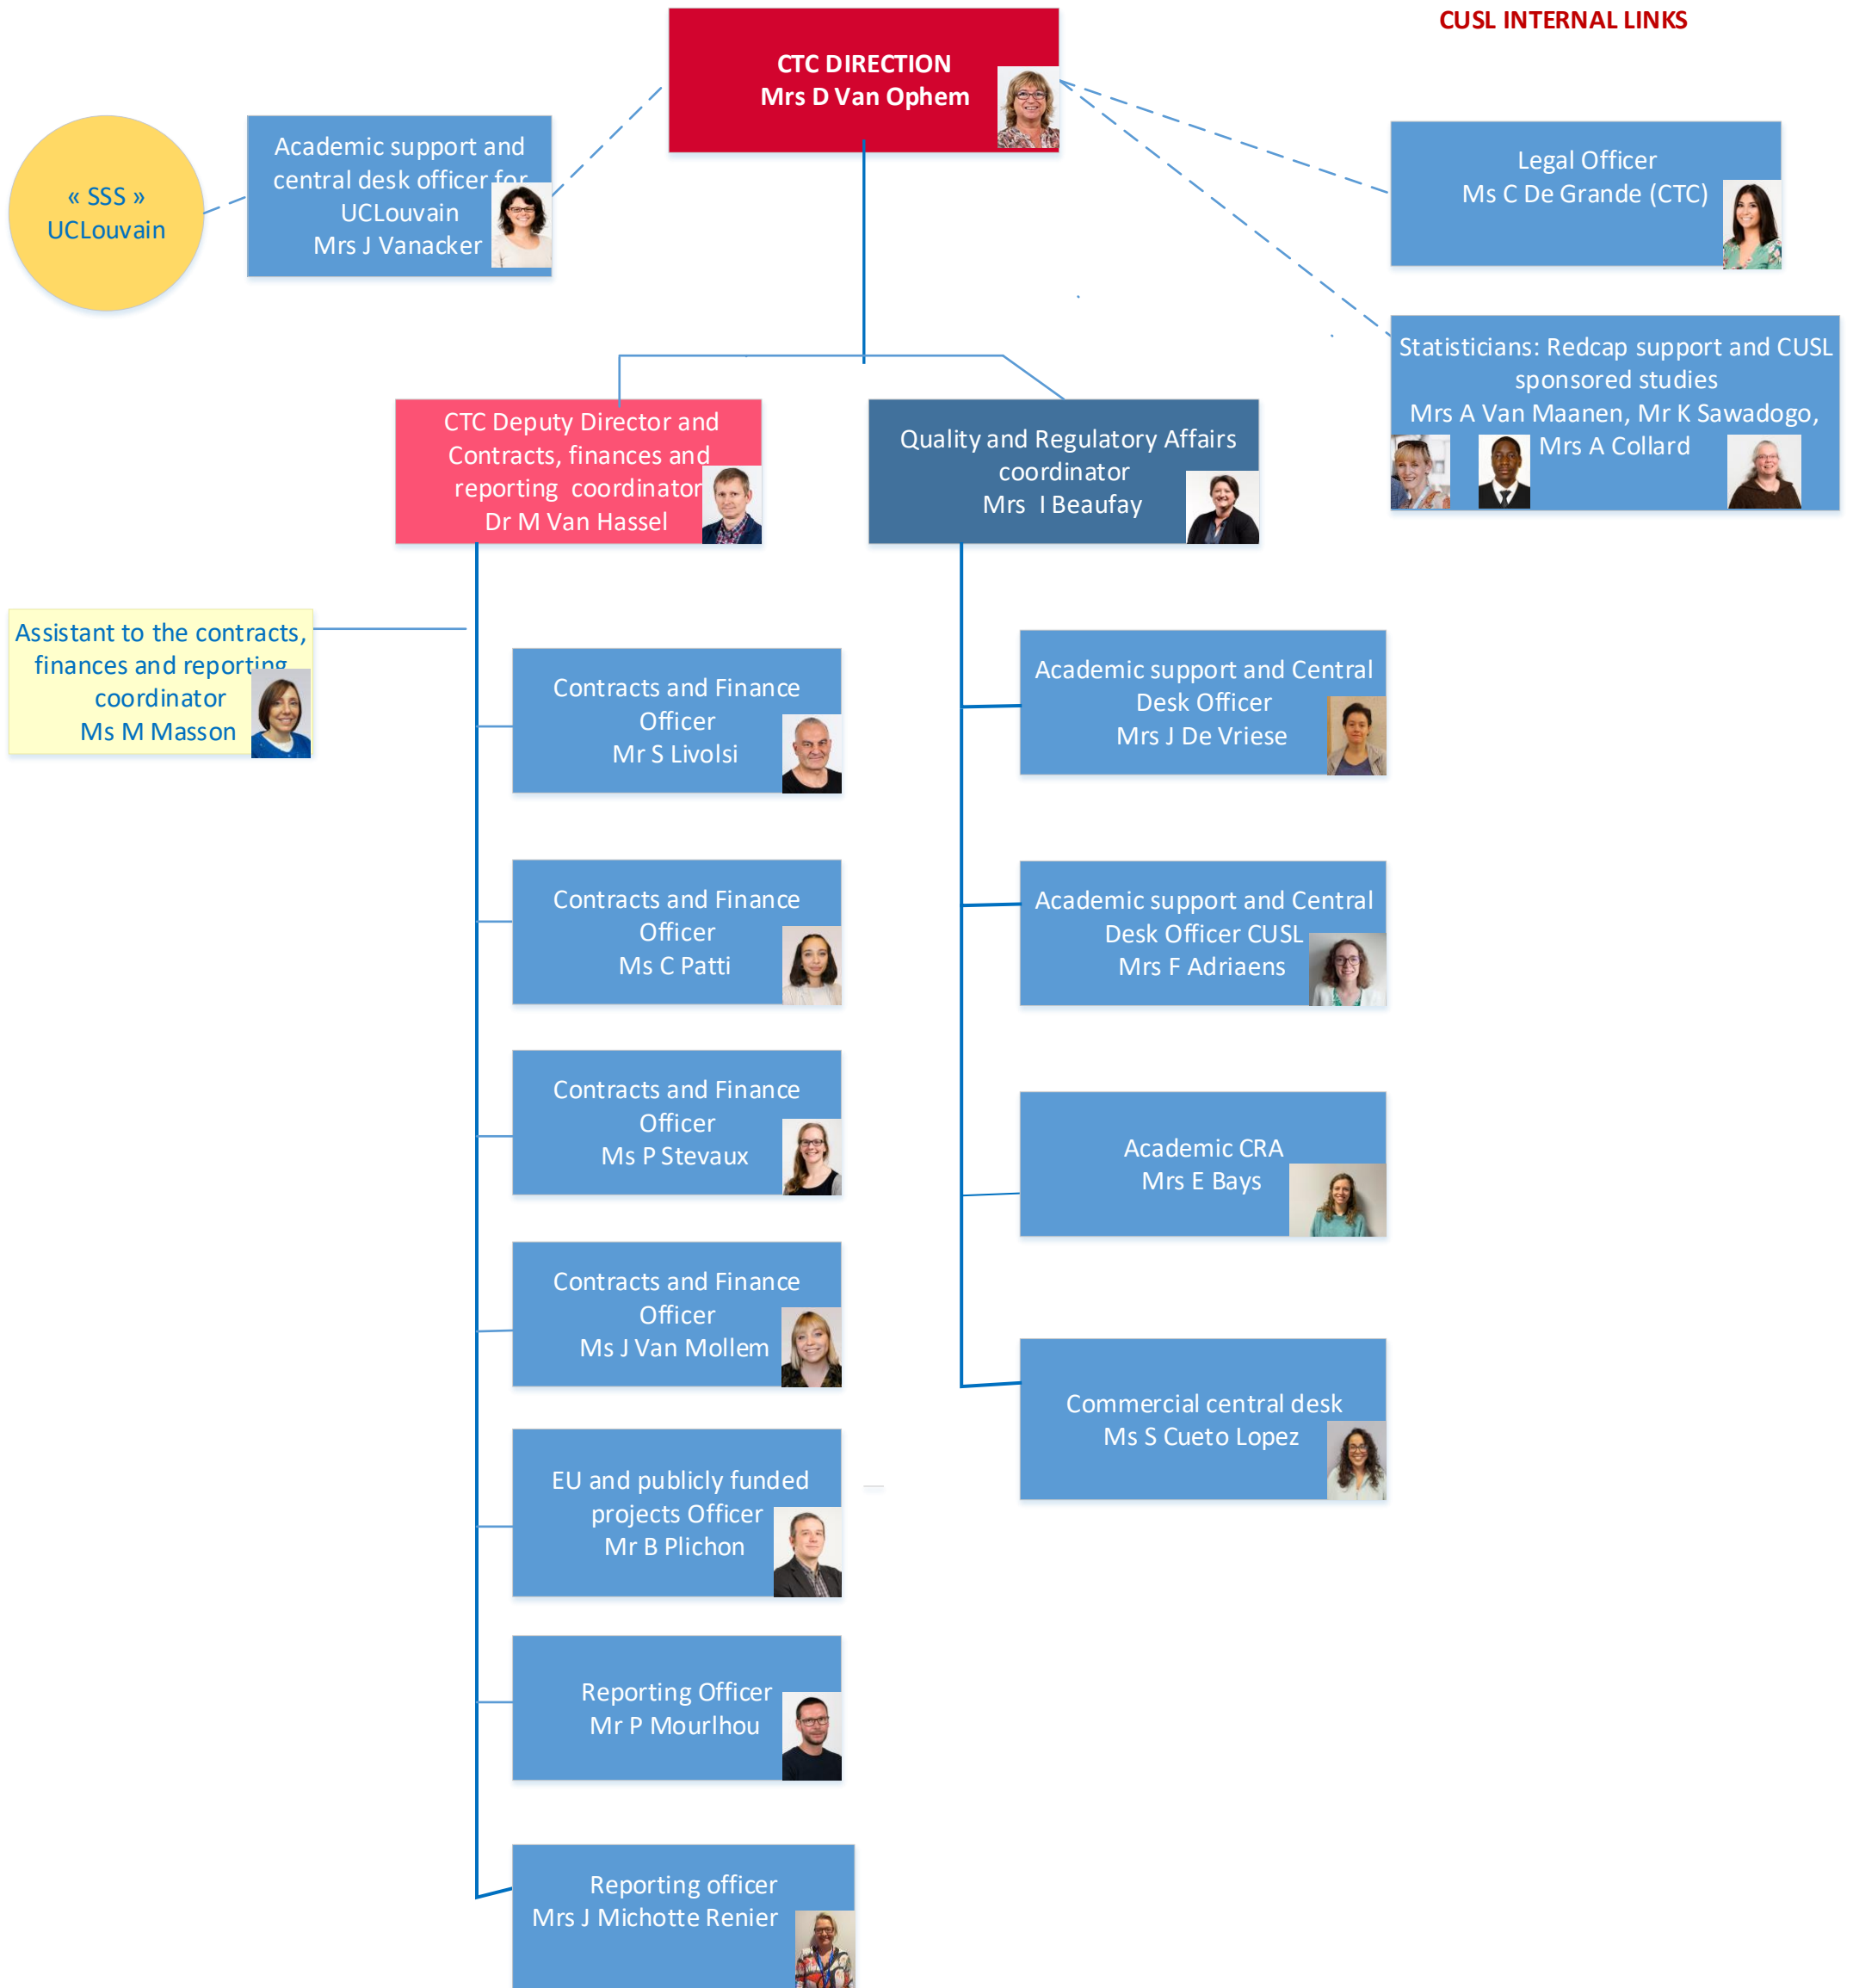 CUSL INTERNAL LINKS
CTC DIRECTION
Mrs D Van Ophem
« SSS »
UCLouvain
Academic support and
central desk officer for
UCLouvain
Mrs J Vanacker
Legal Officer
Ms C De Grande (CTC)
Statisticians: Redcap support and CUSL
sponsored studies
Mrs A Van Maanen, Mr K Sawadogo,
Mrs A Collard
CTC Deputy Director and
Contracts, finances and
reporting coordinator
Dr M Van Hassel
Quality and Regulatory Affairs
coordinator
Mrs I Beaufay
Assistant to the contracts,
finances and reporting
coordinator
Ms M Masson
Contracts and Finance
Officer
Mr S Livolsi
Contracts and Finance
Officer
Ms C Patti
Contracts and Finance
Officer
Ms P Stevaux
Contracts and Finance
Officer
Ms J Van Mollem
EU and publicly funded
projects Officer
Mr B Plichon
Reporting Officer
Mr P Mourlhou
Reporting officer
Mrs J Michotte Renier
Academic support and Central
Desk Officer
Mrs J De Vriese
Academic support and Central
Desk Officer CUSL
Mrs F Adriaens
Academic CRA
Mrs E Bays
Commercial central desk
Ms S Cueto Lopez